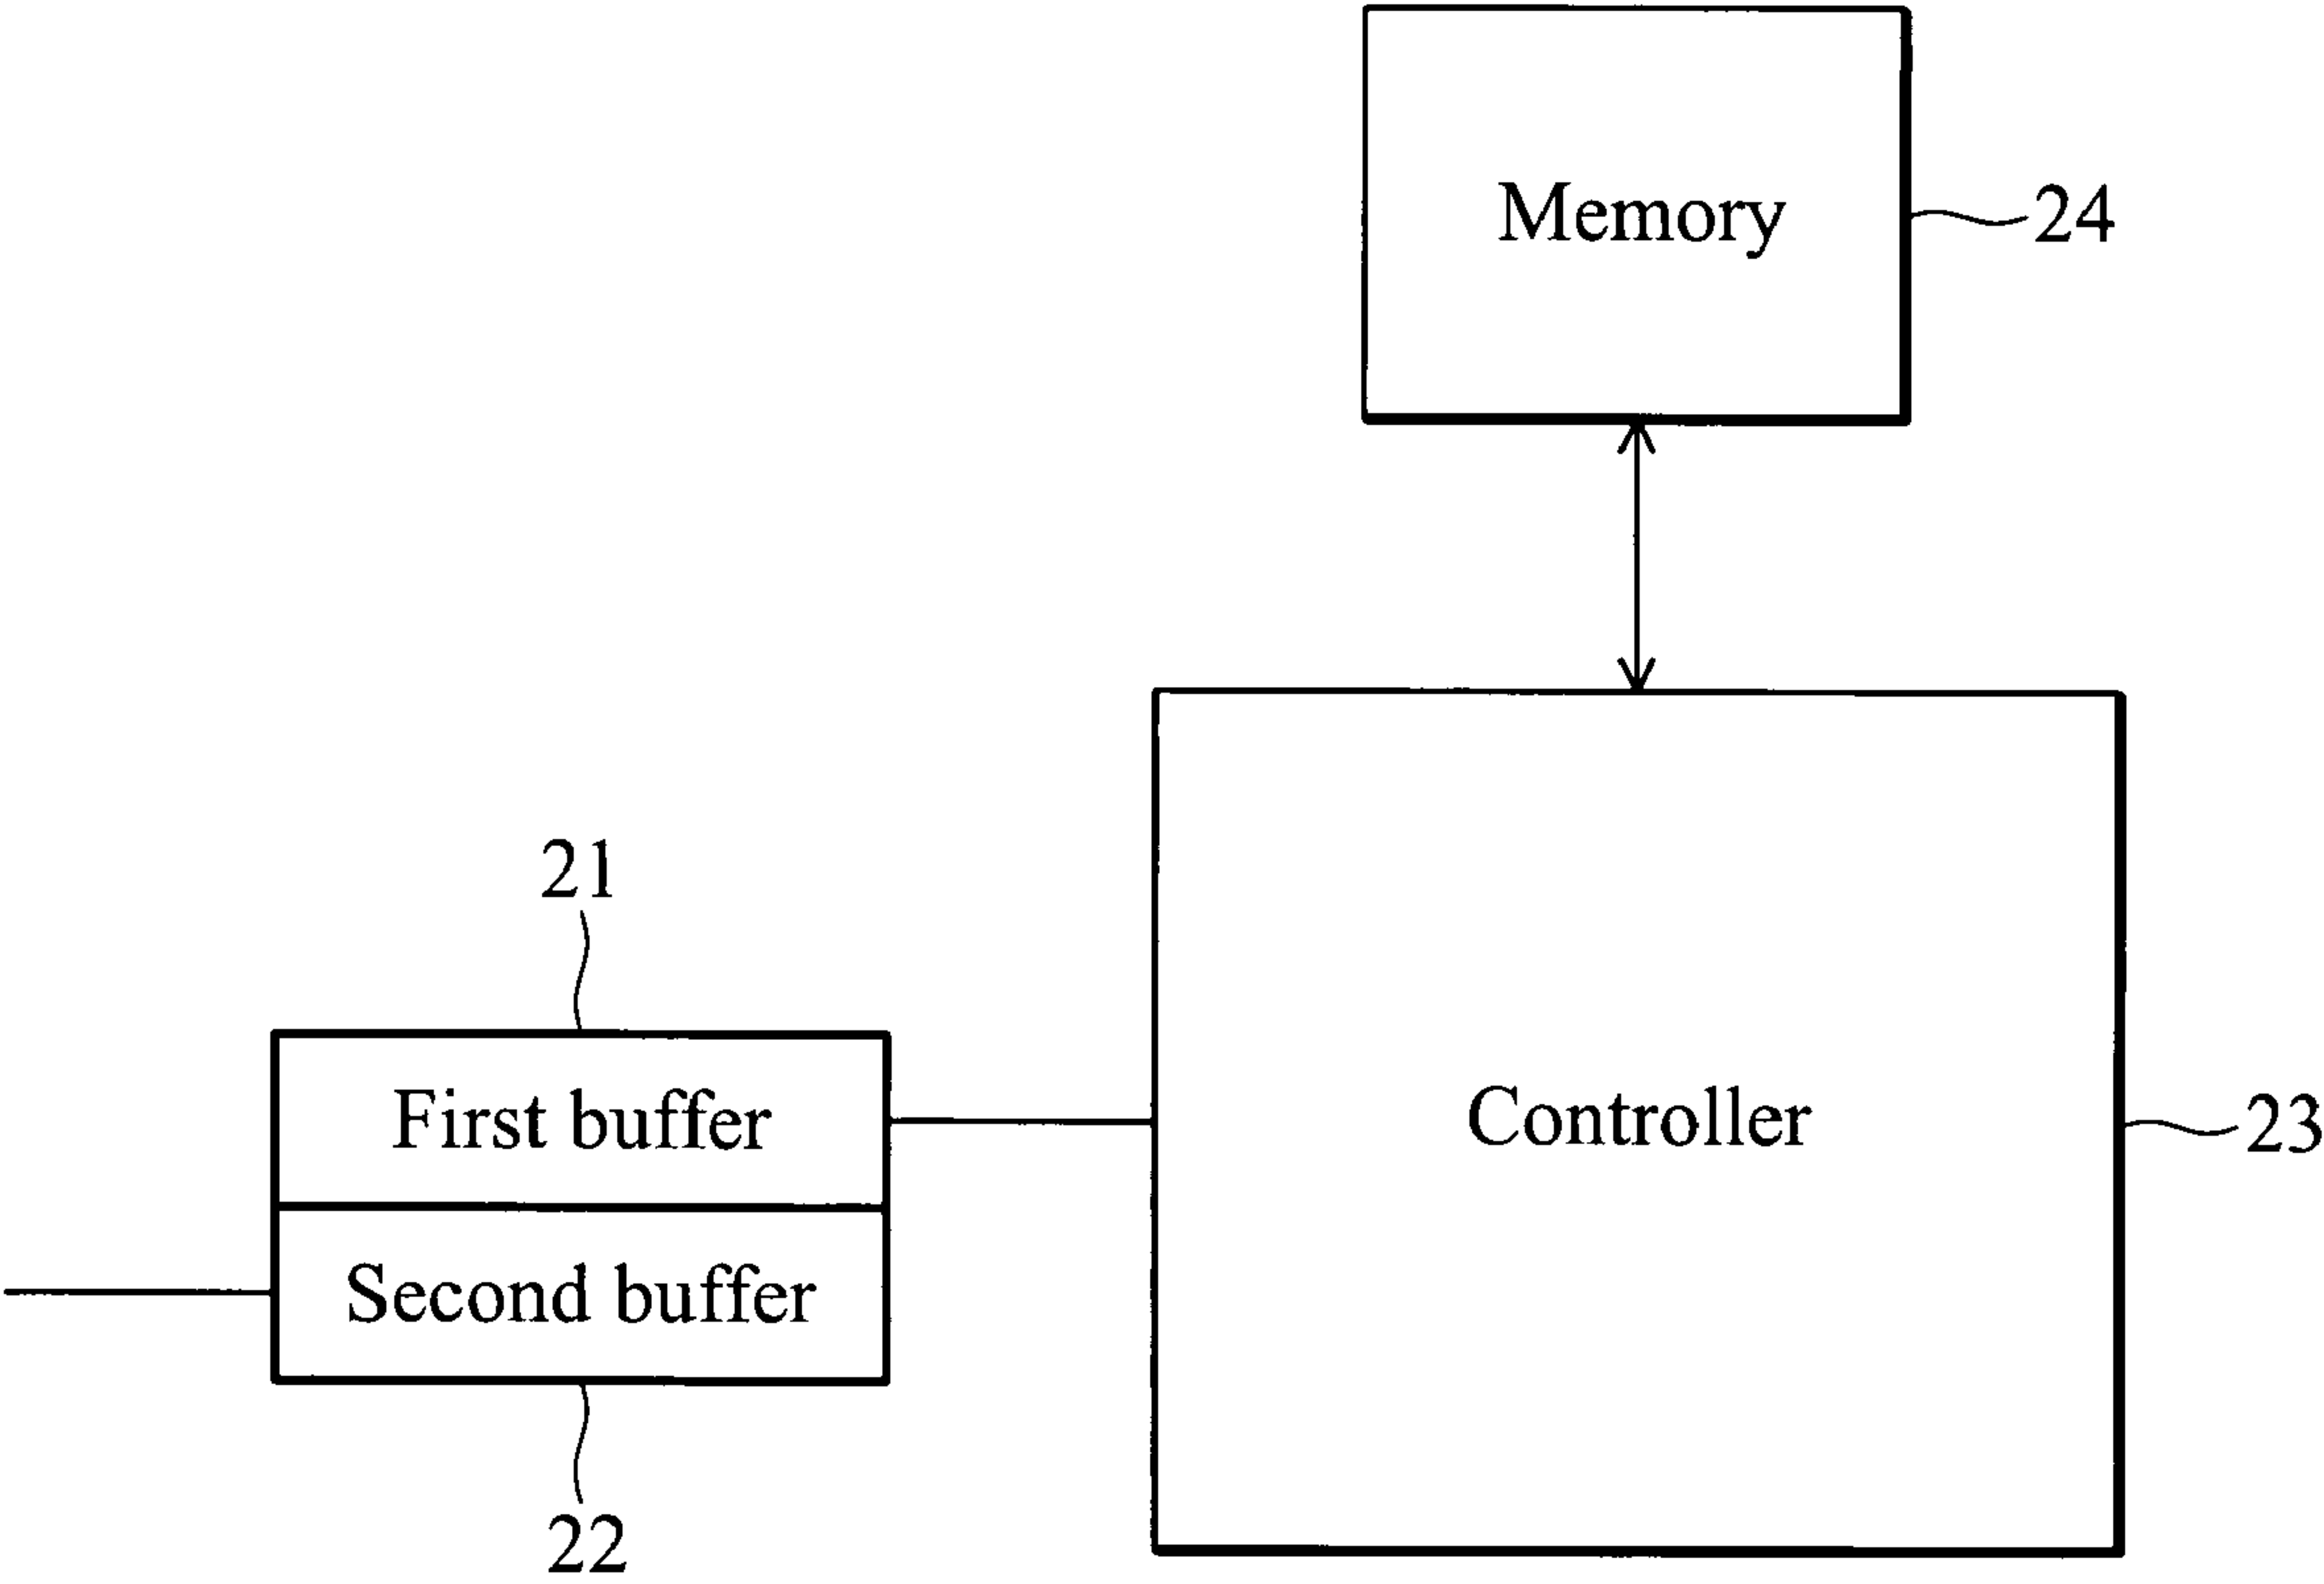 Memory
24
21
First buffer
Controller
23
Second buffer
22